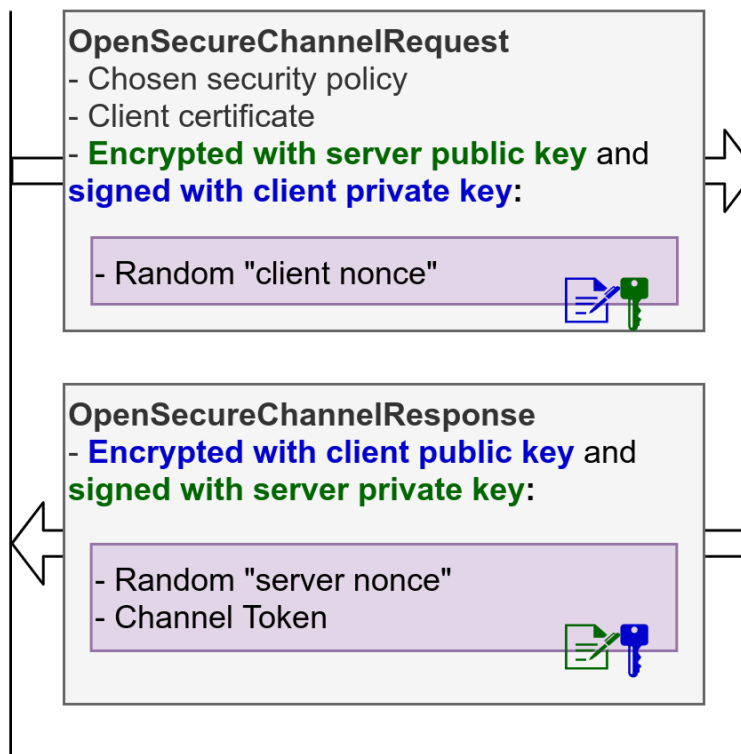 OpenSecureChannelRequest
- Chosen security policy
- Client certificate
- Encrypted with server public key and
signed with client private key:
- Random "client nonce"
OpenSecureChannelResponse
- Encrypted with client public key and
signed with server private key:
- Random "server nonce"
- Channel Token